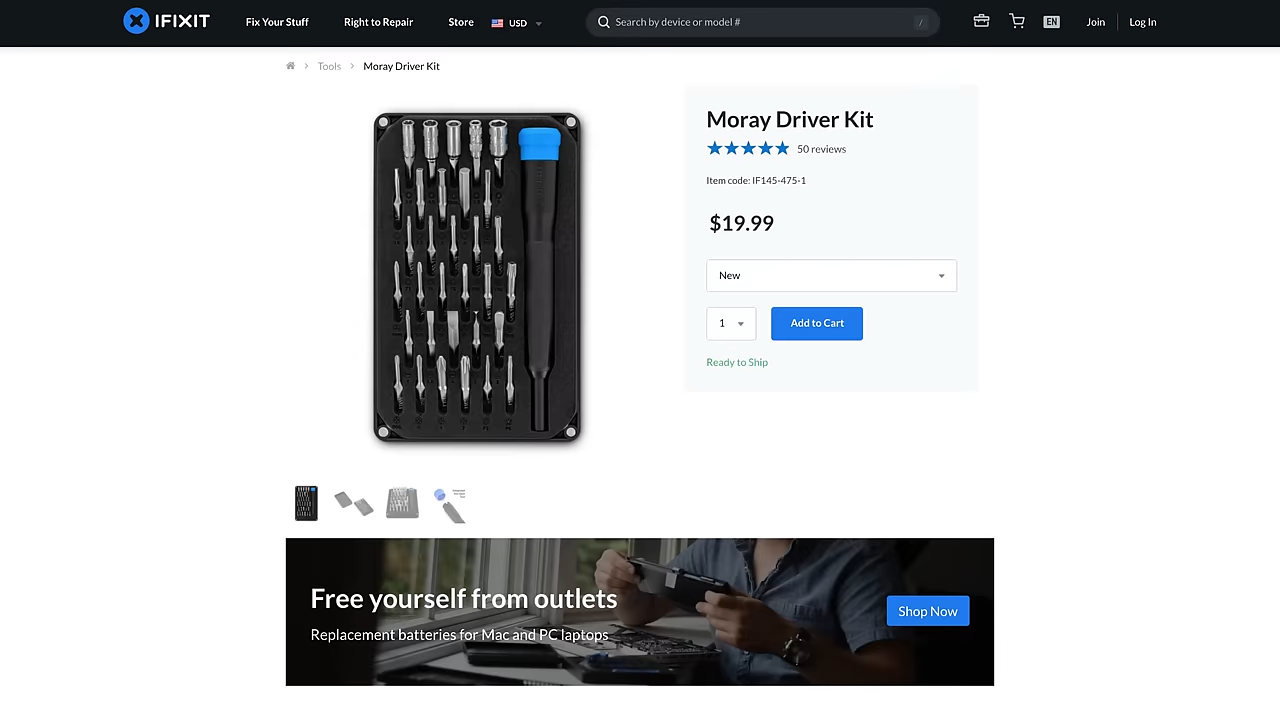 IFIXIT
Fix Your Stuff
Right to Repair
Store
USD
Search by device or model #
/
EN
Join
Log In
Tools
Moray Driver Kit
Moray Driver Kit
50 reviews
Item code: IF145-475-1
$19.99
New
1
Add to Cart
Ready to Ship
Free yourself from outlets
Replacement batteries for Mac and PC laptops
Shop Now